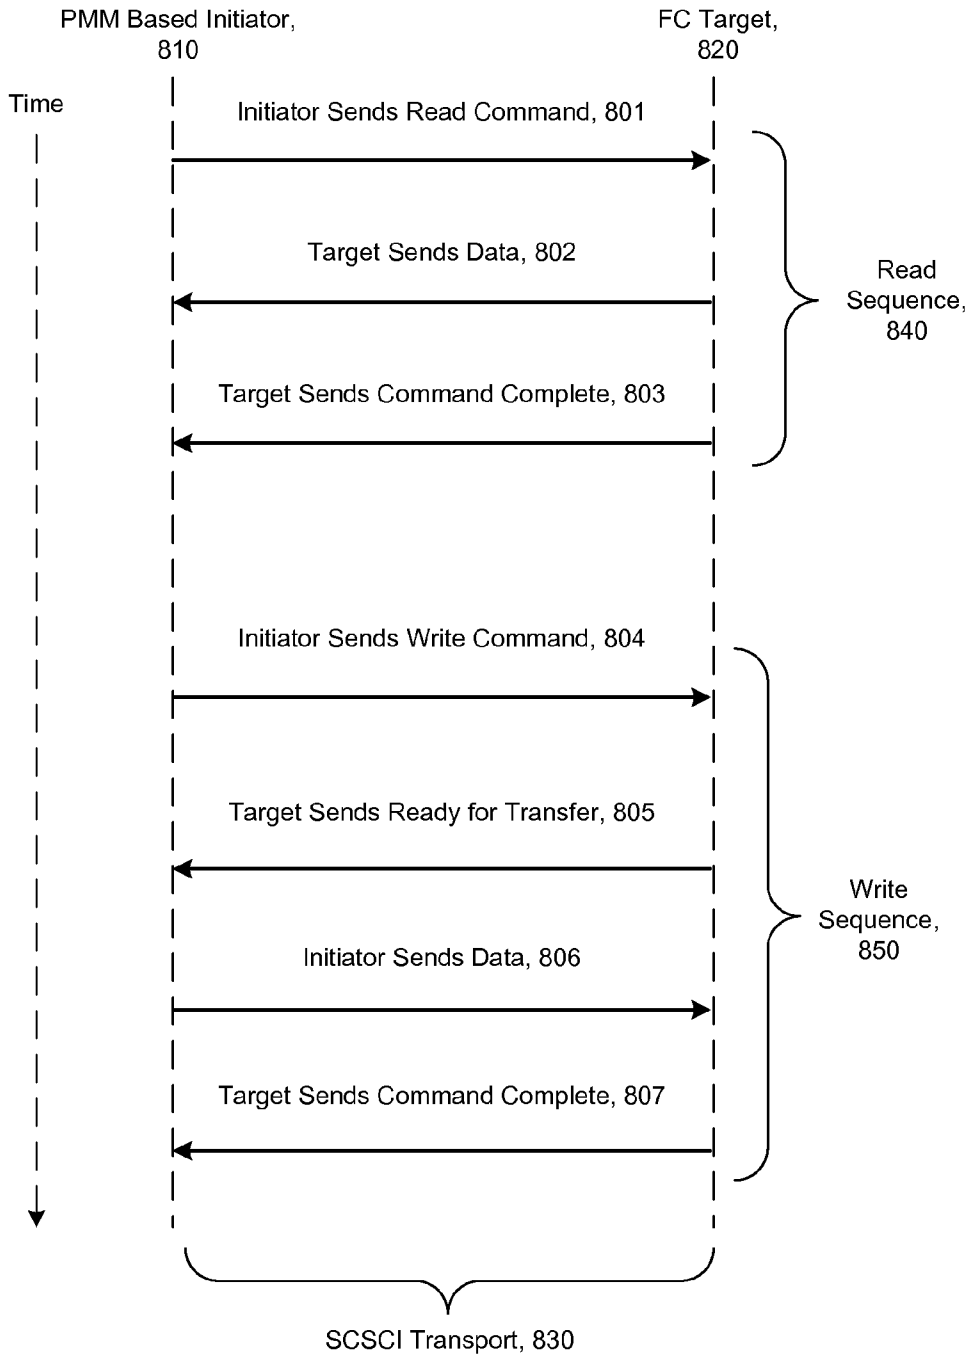 PMM Based Initiator,
810
FC Target,
820
Time
Initiator Sends Read Command, 801
Target Sends Data, 802
Read
Sequence,
840
Target Sends Command Complete, 803
Initiator Sends Write Command, 804
Target Sends Ready for Transfer, 805
Write
Sequence,
850
Initiator Sends Data, 806
Target Sends Command Complete, 807
SCSCI Transport, 830